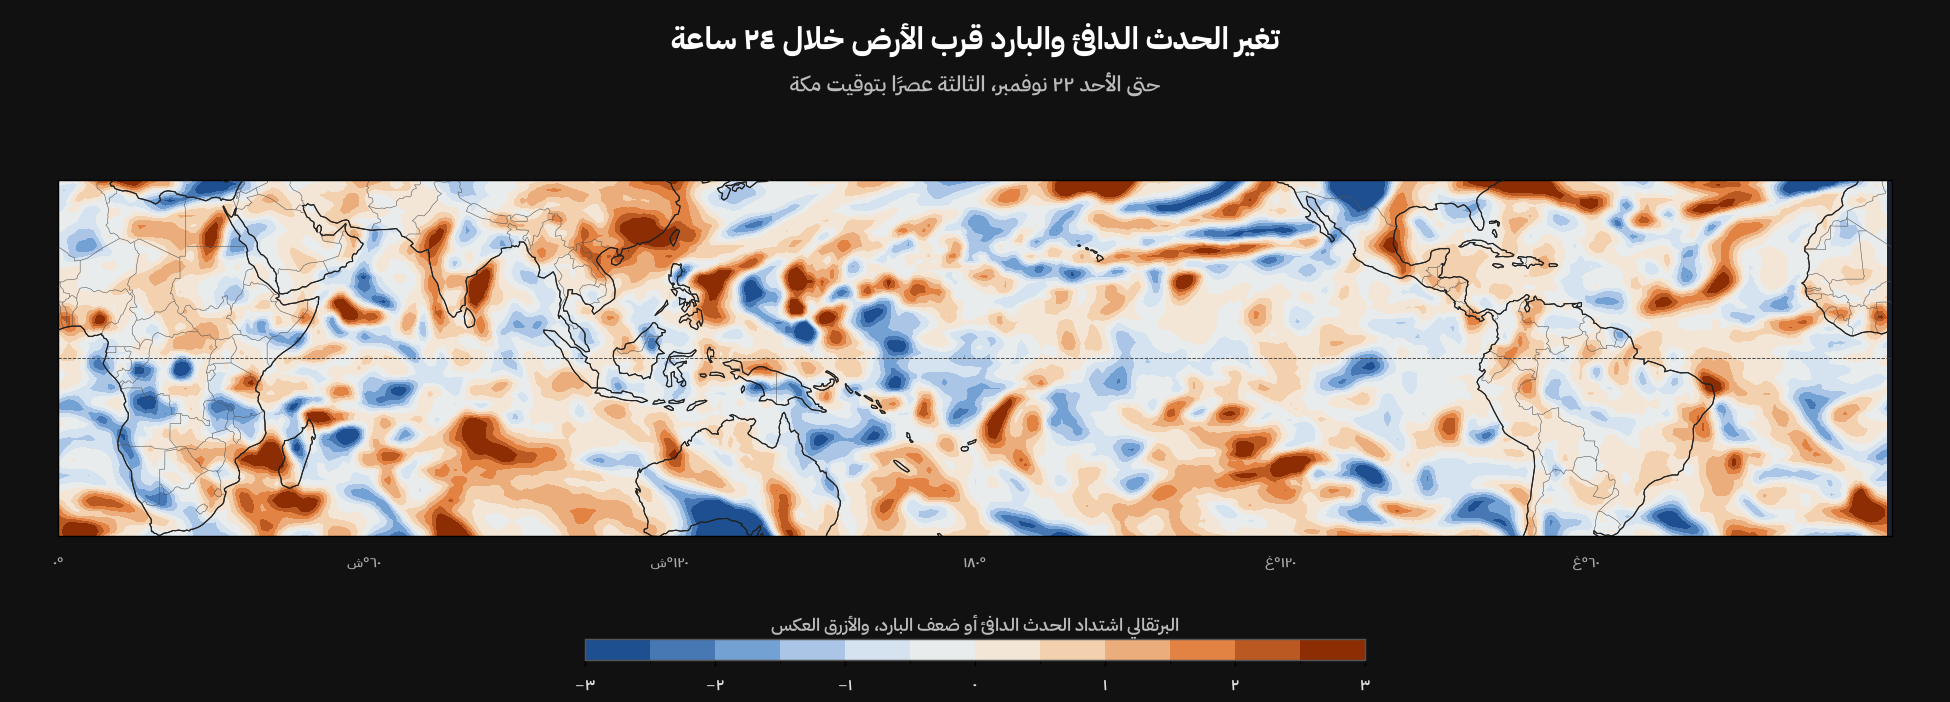 تغير الحدث الدافئ والبارد قرب الأرض خلال ٢٤ ساعة
حتى الأحد ٢٢ نوفمبر، الثالثة عصرًا بتوقيت مكة
٠° ٦٠°ش ١٢٠°ش ١٨٠° ١٢٠°غ ٦٠°غ
البرتقالي اشتداد الحدث الدافئ أو ضعف البارد، والأزرق العكس
−٣ −٢ −١ ٠ ١ ٢ ٣